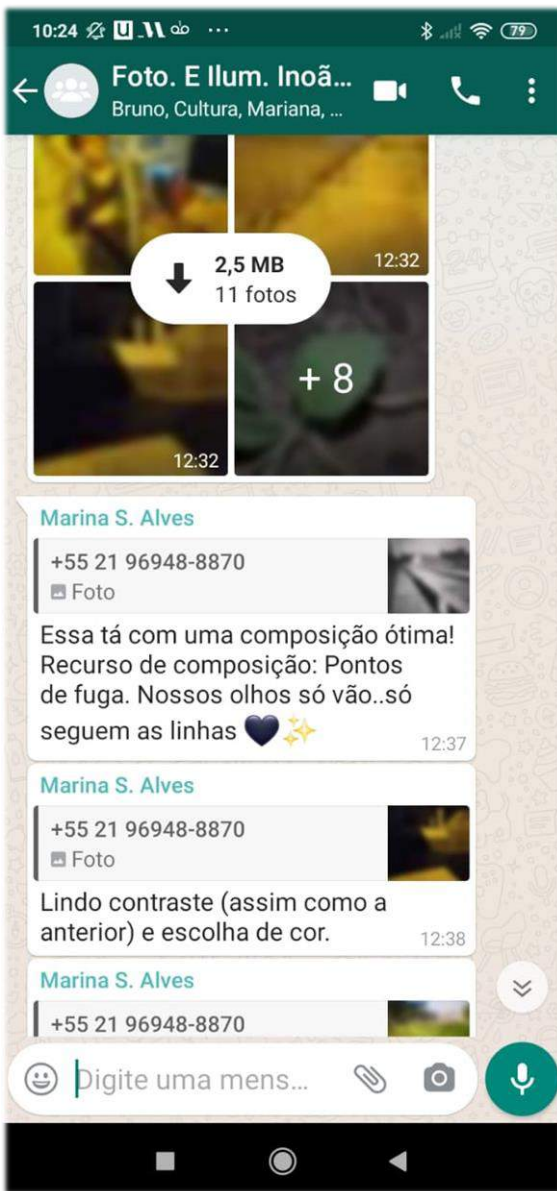 10:24 ...
79
Foto. E Ilum. Inoã...
Bruno, Cultura, Mariana, ...
2,5 MB
11 fotos
12:32
+ 8
12:32
Marina S. Alves
+55 21 96948-8870
Foto
Essa tá com uma composição ótima!
Recurso de composição: Pontos
de fuga. Nossos olhos só vão..só
seguem as linhas 🖤✨
12:37
Marina S. Alves
+55 21 96948-8870
Foto
Lindo contraste (assim como a
anterior) e escolha de cor.
12:38
Marina S. Alves
+55 21 96948-8870
Digite uma mens...